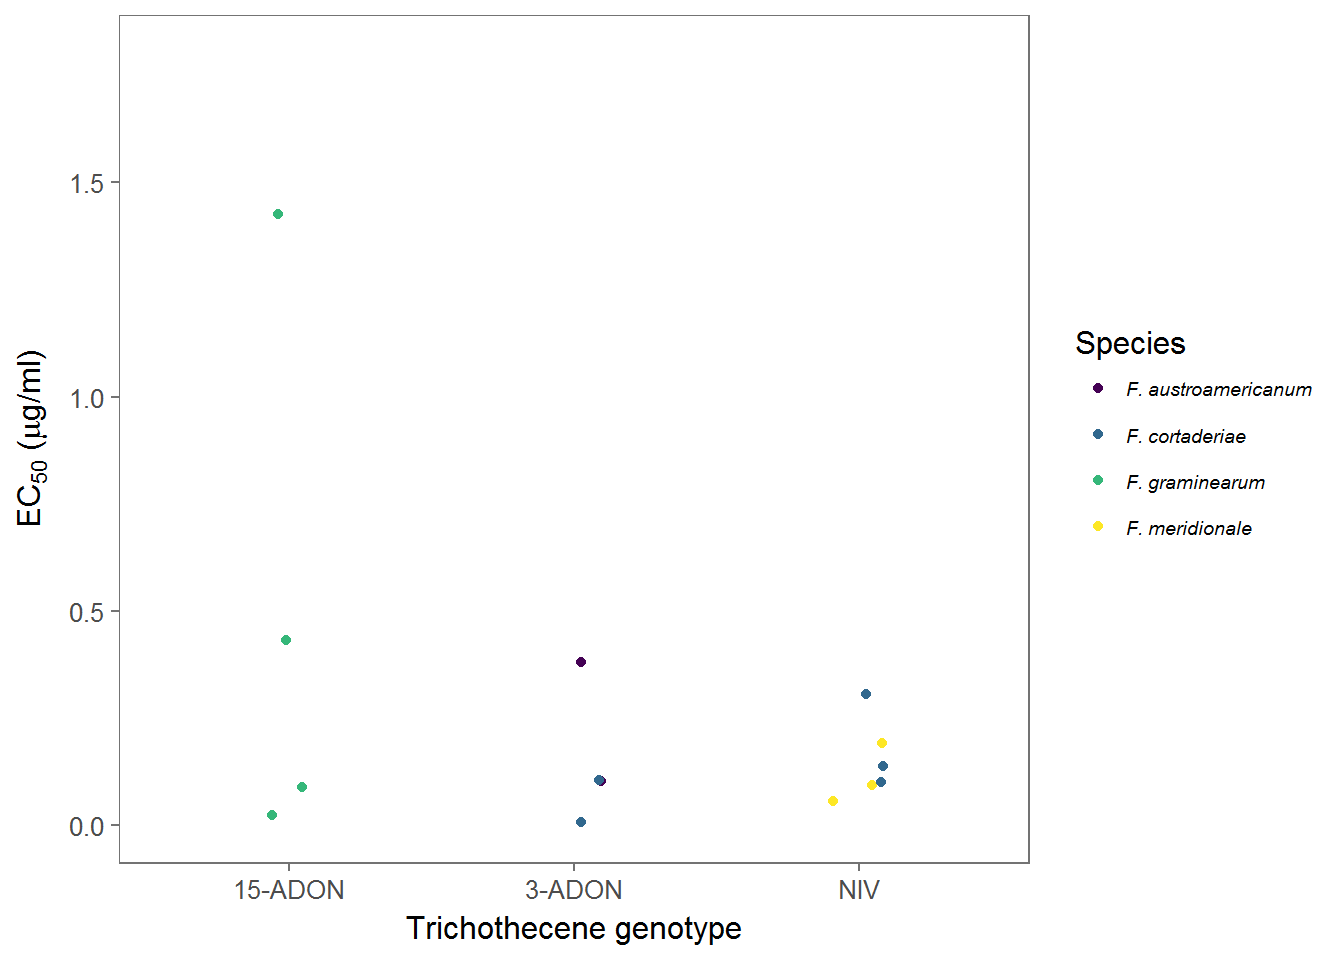 1.5
1.0
0.5
0.0
EC50 (μg/ml)
15-ADON
3-ADON
NIV
Trichothecene genotype
Species
F. austroamericanum
F. cortaderiae
F. graminearum
F. meridionale